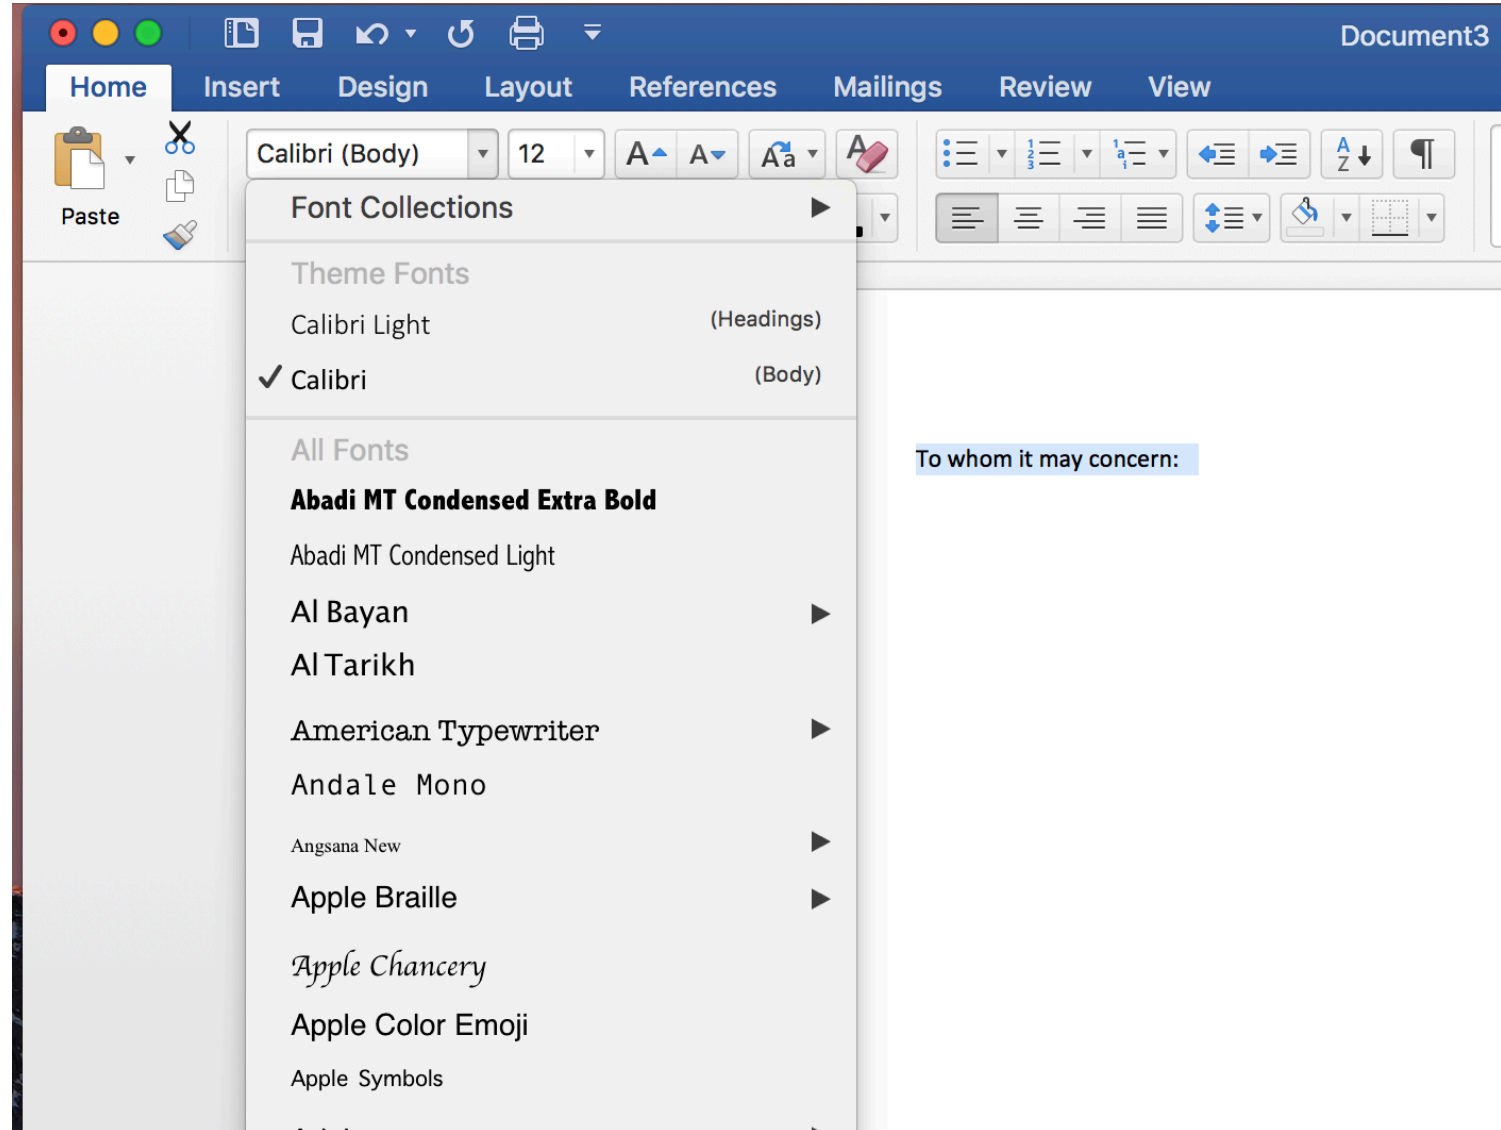 Document3
Home Insert Design Layout References Mailings Review View
Paste
Calibri (Body) 12
Font Collections
Theme Fonts
Calibri Light (Headings)
Calibri (Body)
All Fonts
Abadi MT Condensed Extra Bold
Abadi MT Condensed Light
Al Bayan
Al Tarikh
American Typewriter
Andale Mono
Angsana New
Apple Braille
Apple Chancery
Apple Color Emoji
Apple Symbols
To whom it may concern: